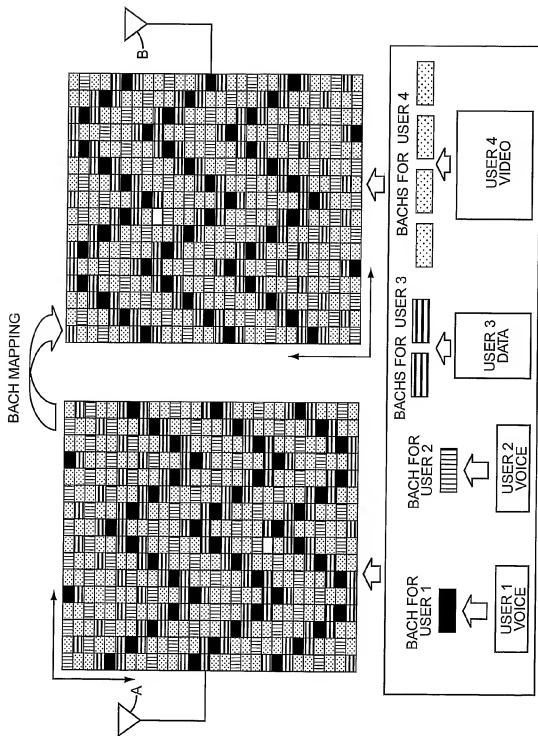 BACH MAPPING
A
B
BACH FOR
USER 1
BACH FOR
USER 2
BACHS FOR USER 3
BACHS FOR USER 4
USER 1
VOICE
USER 2
VOICE
USER 3
DATA
USER 4
VIDEO